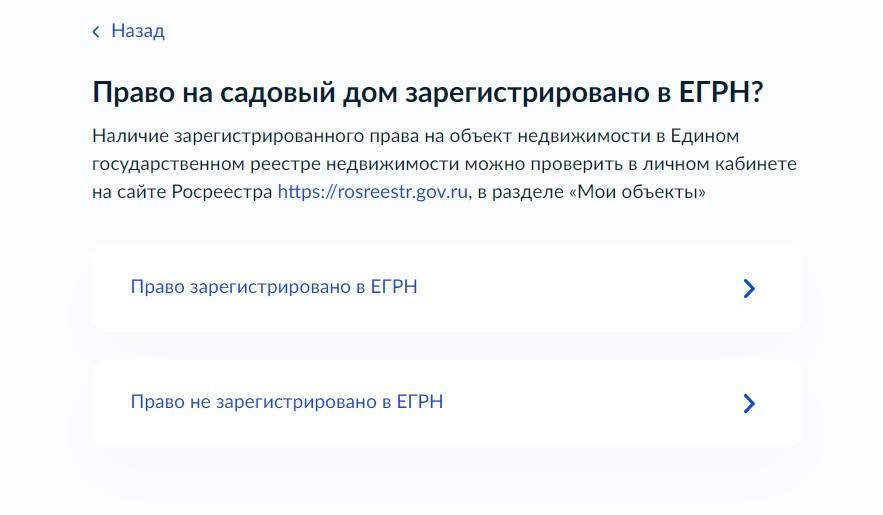 Назад
Право на садовый дом зарегистрировано в ЕГРН?
Наличие зарегистрированного права на объект недвижимости в Едином
государственном реестре недвижимости можно проверить в личном кабинете
на сайте Росреестра https://rosreestr.gov.ru, в разделе «Мои объекты»
Право зарегистрировано в ЕГРН
Право не зарегистрировано в ЕГРН